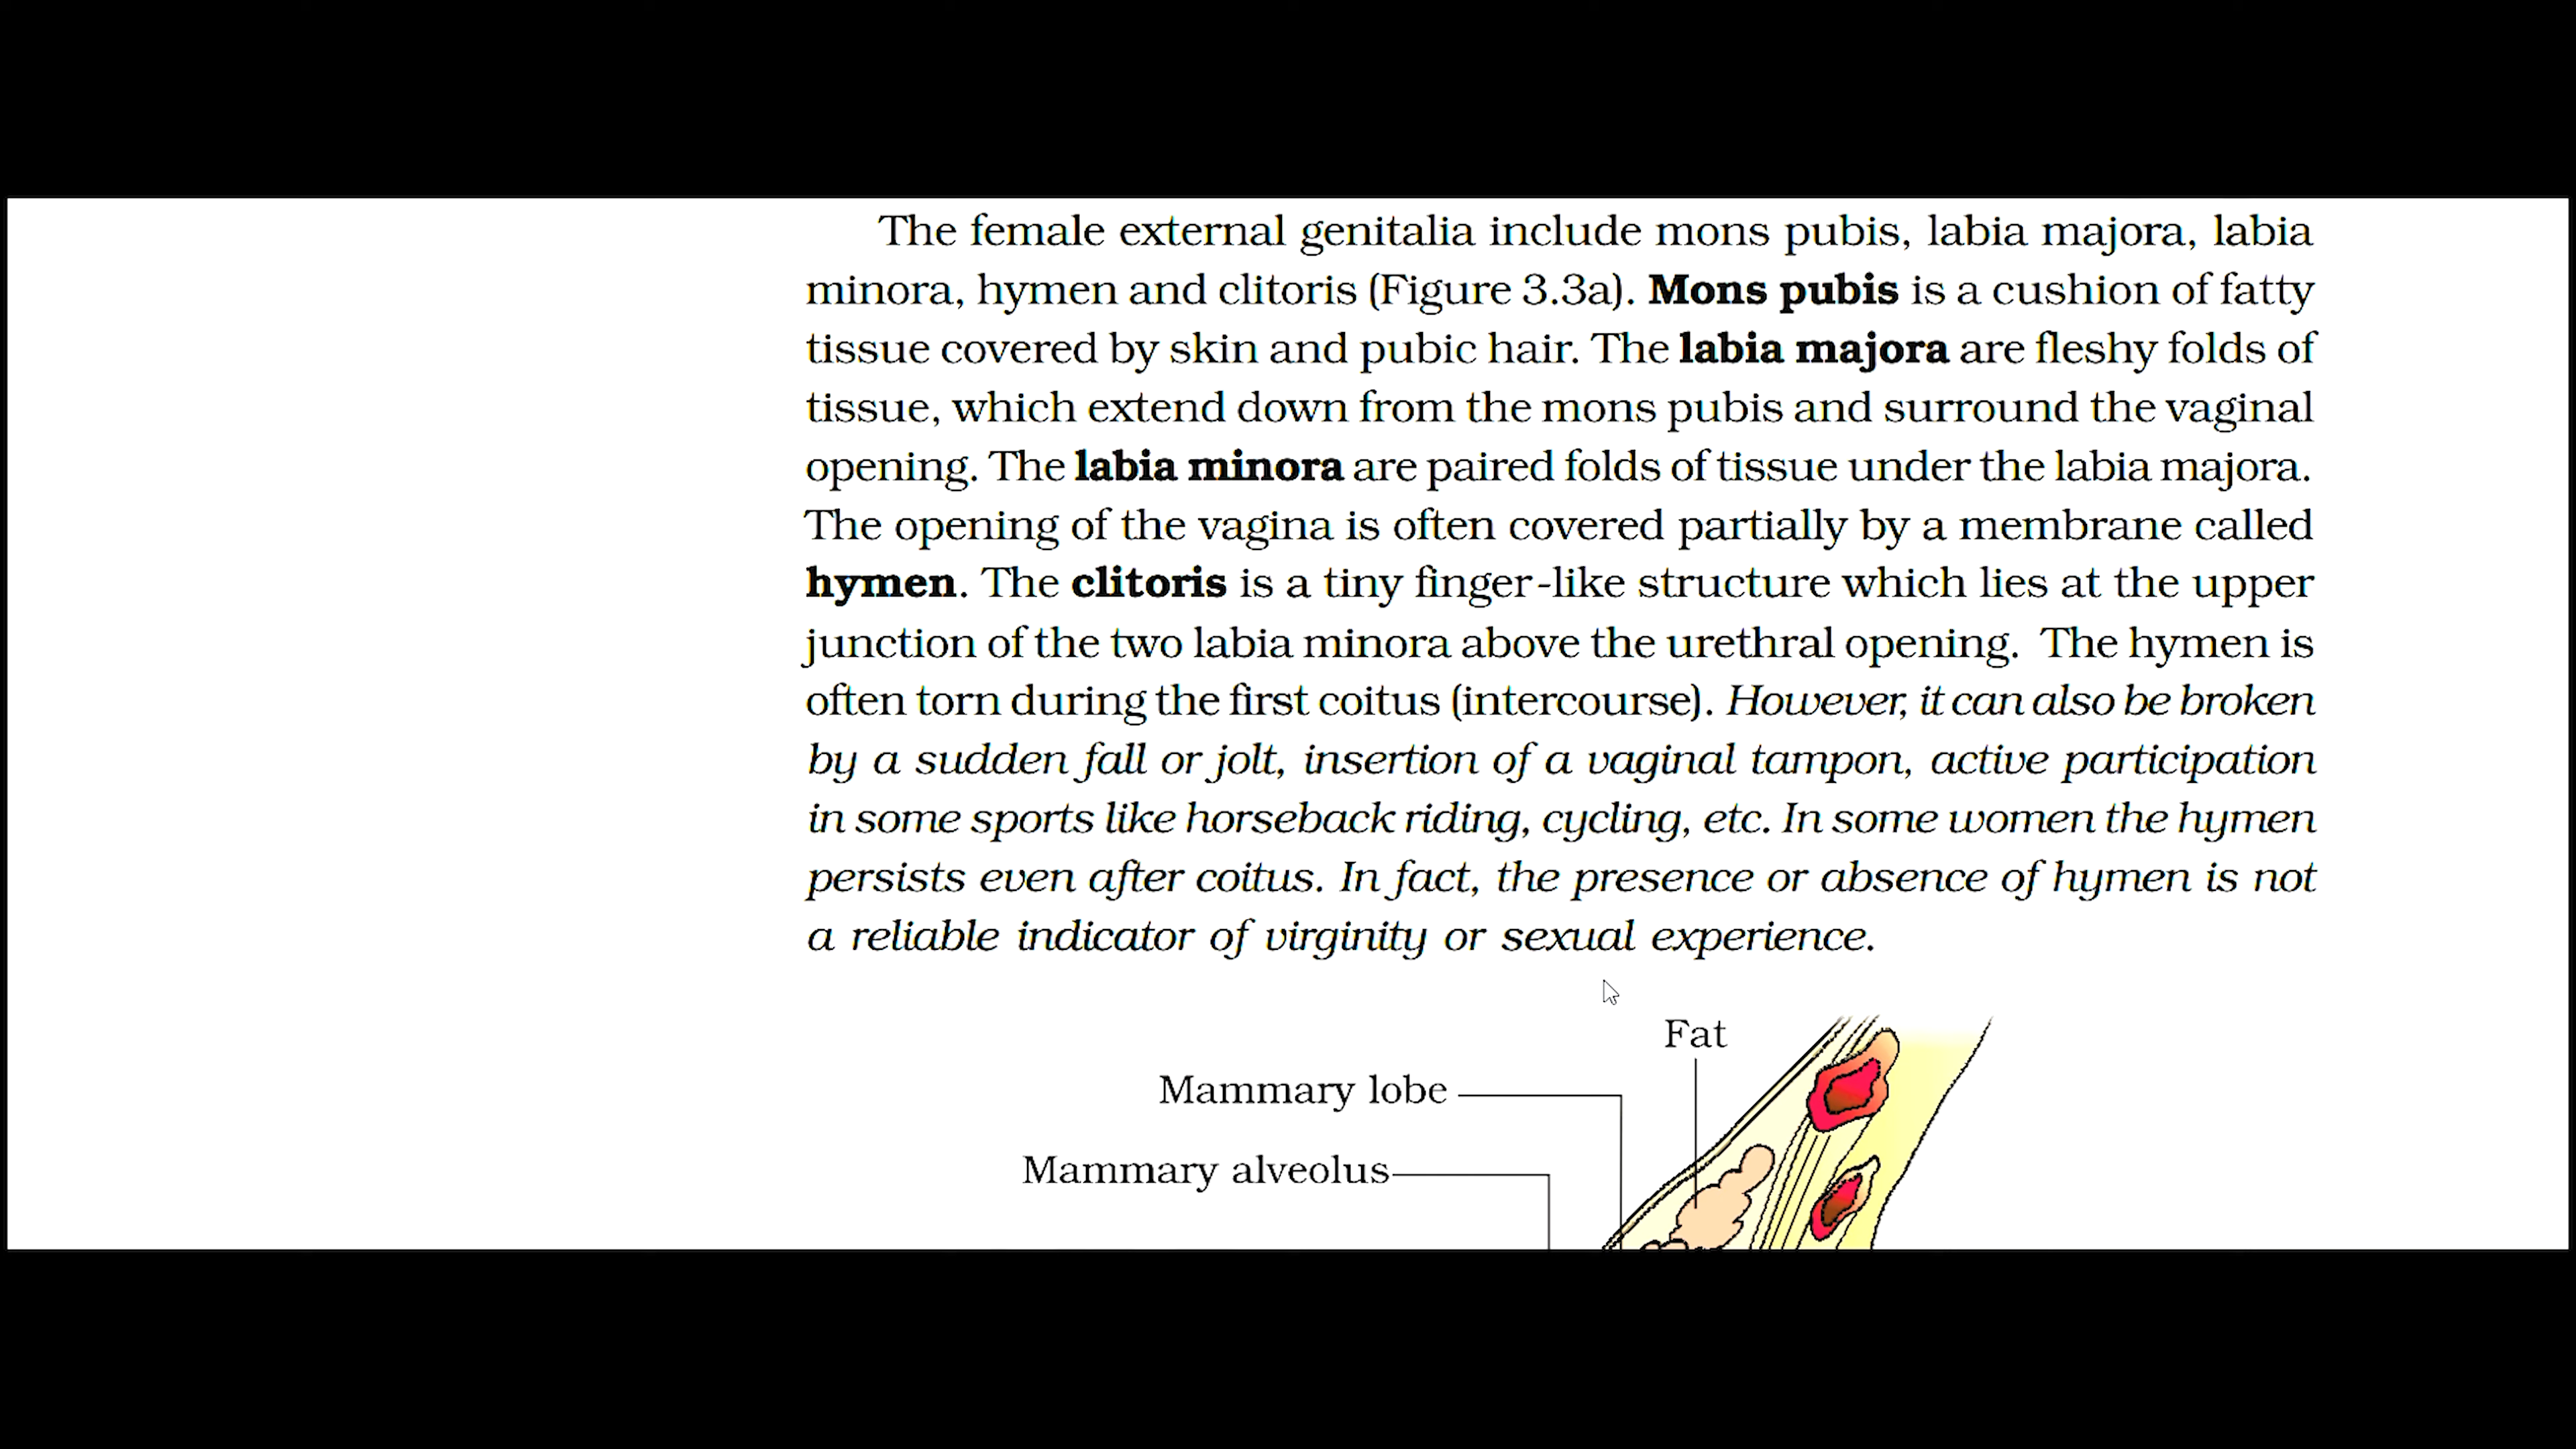 The female external genitalia include mons pubis, labia majora, labia
minora, hymen and clitoris (Figure 3.3a). Mons pubis is a cushion of fatty
tissue covered by skin and pubic hair. The labia majora are fleshy folds of
tissue, which extend down from the mons pubis and surround the vaginal
opening. The labia minora are paired folds of tissue under the labia majora.
The opening of the vagina is often covered partially by a membrane called
hymen. The clitoris is a tiny finger-like structure which lies at the upper
junction of the two labia minora above the urethral opening. The hymen is
often torn during the first coitus (intercourse). However, it can also be broken
by a sudden fall or jolt, insertion of a vaginal tampon, active participation
in some sports like horseback riding, cycling, etc. In some women the hymen
persists even after coitus. In fact, the presence or absence of hymen is not
a reliable indicator of virginity or sexual experience.
Fat
Mammary lobe
Mammary alveolus